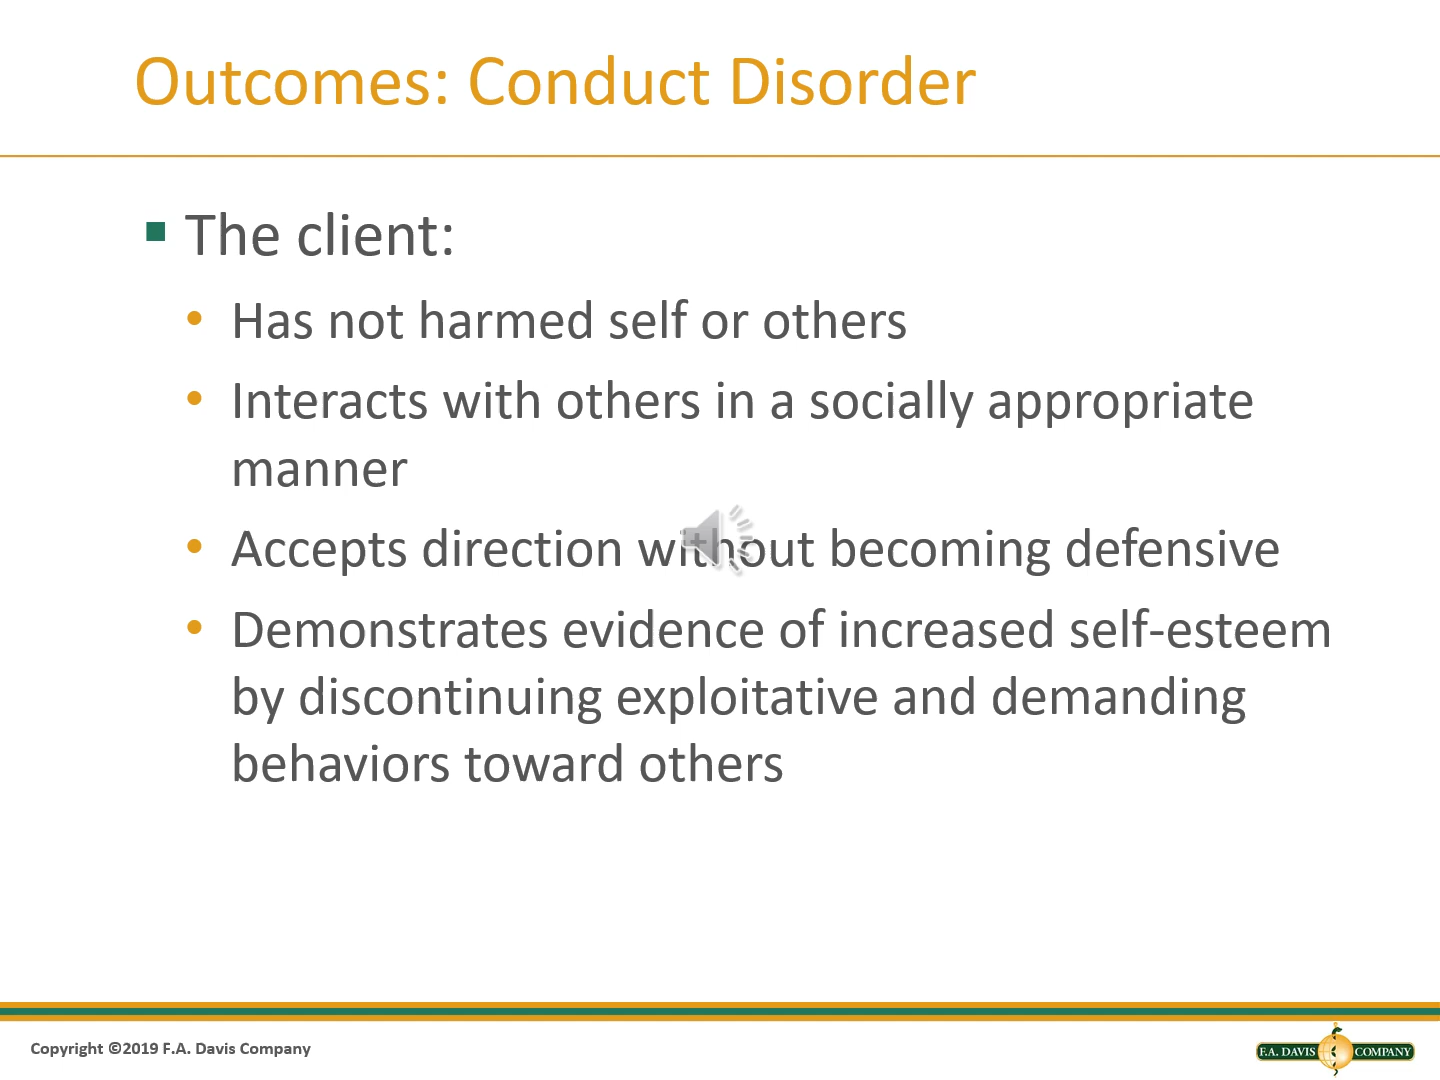 Outcomes: Conduct Disorder
The client:
Has not harmed self or others
Interacts with others in a socially appropriate
manner
Accepts direction without becoming defensive
Demonstrates evidence of increased self-esteem
by discontinuing exploitative and demanding
behaviors toward others
Copyright ©2019 F.A. Davis Company
F.A. DAVIS COMPANY